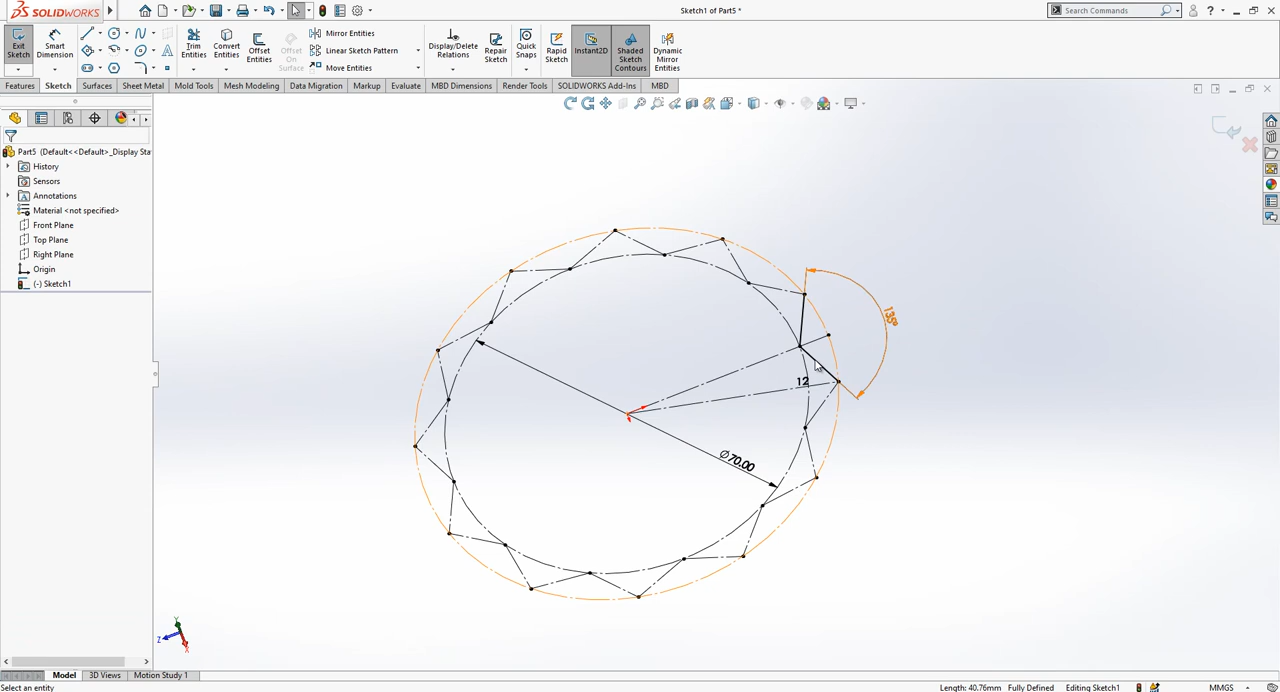 SOLIDWORKS
Sketch1 of Part5 *
Search Commands
Exit Sketch
Smart Dimension
Trim Entities
Convert Entities
Offset Entities
Offset On Surface
Mirror Entities
Linear Sketch Pattern
Move Entities
Display/Delete Relations
Repair Sketch
Quick Snaps
Rapid Sketch
Instant2D
Shaded Sketch Contours
Dynamic Mirror Entities
Features
Sketch
Surfaces
Sheet Metal
Mold Tools
Mesh Modeling
Data Migration
Markup
Evaluate
MBD Dimensions
Render Tools
SOLIDWORKS Add-Ins
MBD
Part5 (Default<<Default>_Display Sta
History
Sensors
Annotations
Material <not specified>
Front Plane
Top Plane
Right Plane
Origin
(-) Sketch1
135°
12
Ø70.00
Y
Z
X
Model
3D Views
Motion Study 1
Select an entity
Length: 40.76mm
Fully Defined
Editing Sketch1
MMGS